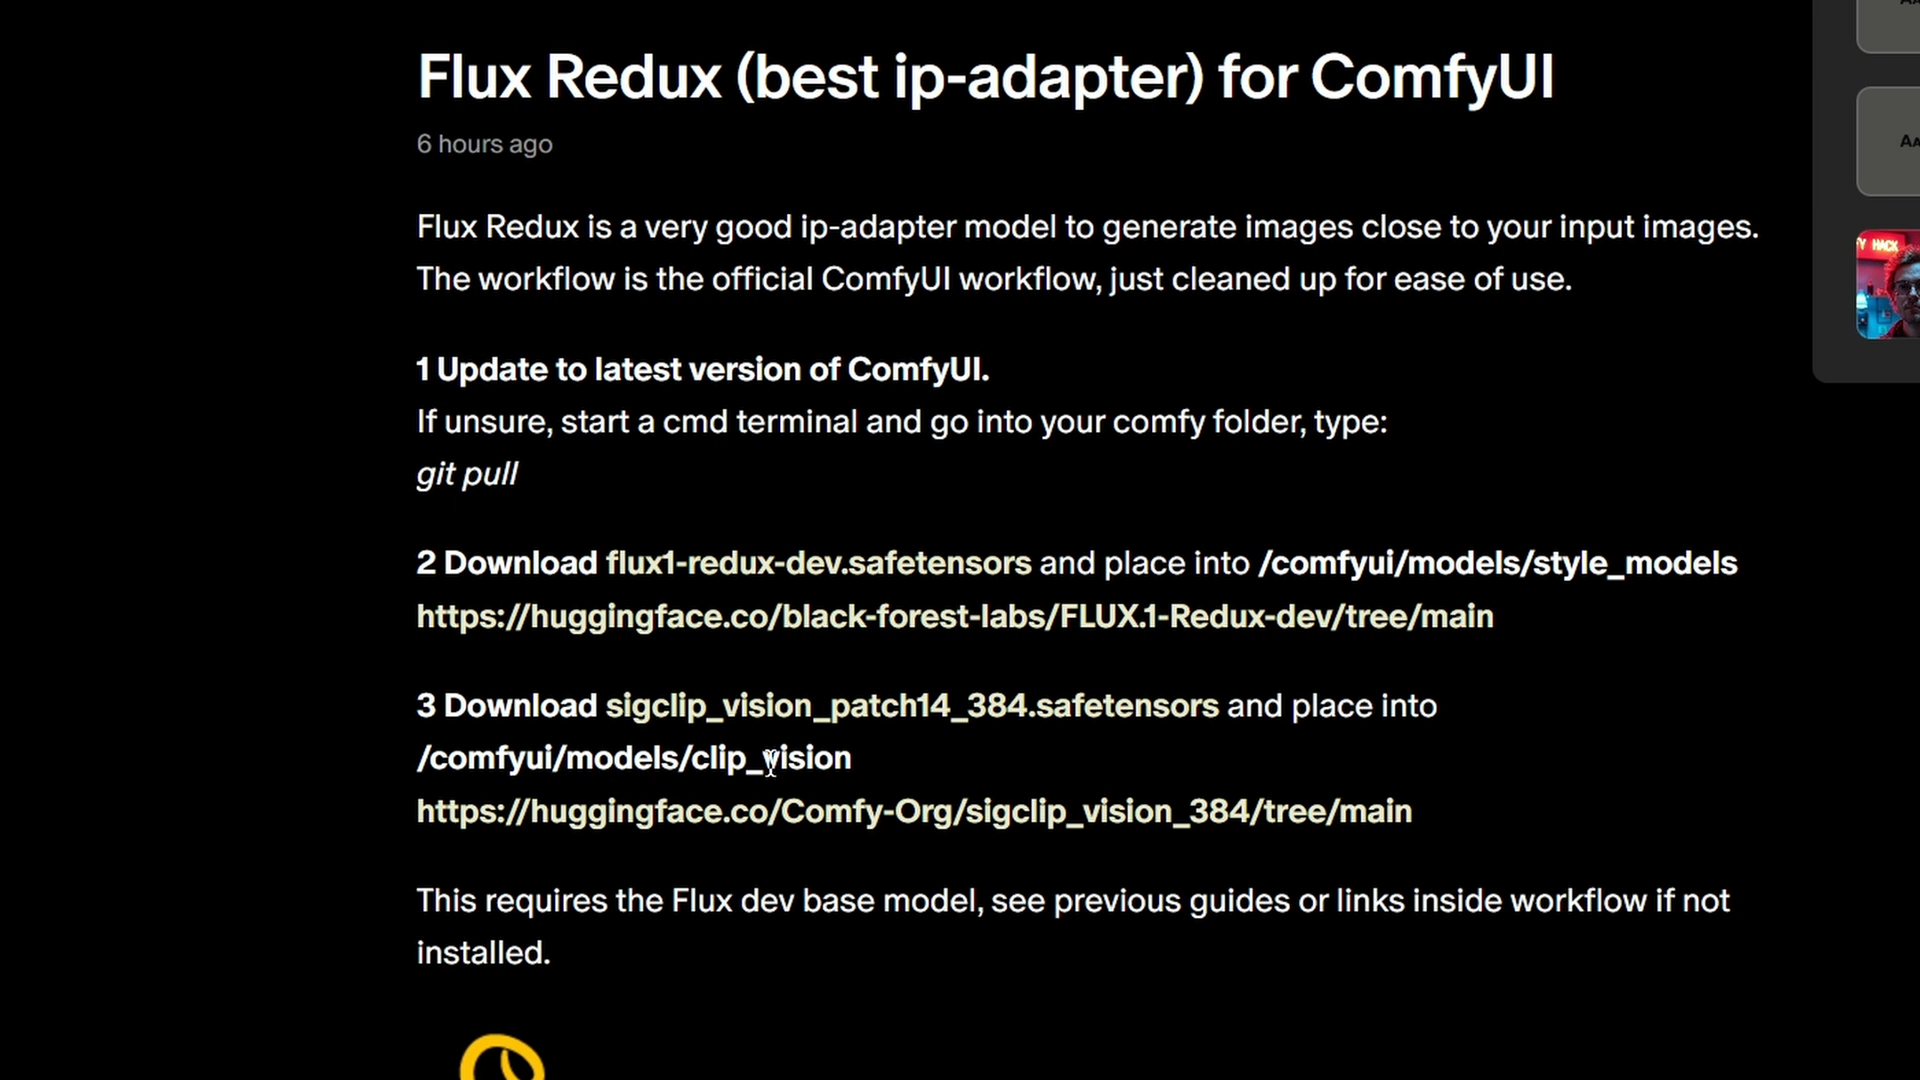 Flux Redux (best ip-adapter) for ComfyUI
6 hours ago
Flux Redux is a very good ip-adapter model to generate images close to your input images.
The workflow is the official ComfyUI workflow, just cleaned up for ease of use.
1 Update to latest version of ComfyUI.
If unsure, start a cmd terminal and go into your comfy folder, type:
git pull
2 Download flux1-redux-dev.safetensors and place into /comfyui/models/style_models
https://huggingface.co/black-forest-labs/FLUX.1-Redux-dev/tree/main
3 Download sigclip_vision_patch14_384.safetensors and place into
/comfyui/models/clip_vision
https://huggingface.co/Comfy-Org/sigclip_vision_384/tree/main
This requires the Flux dev base model, see previous guides or links inside workflow if not
installed.
HACK